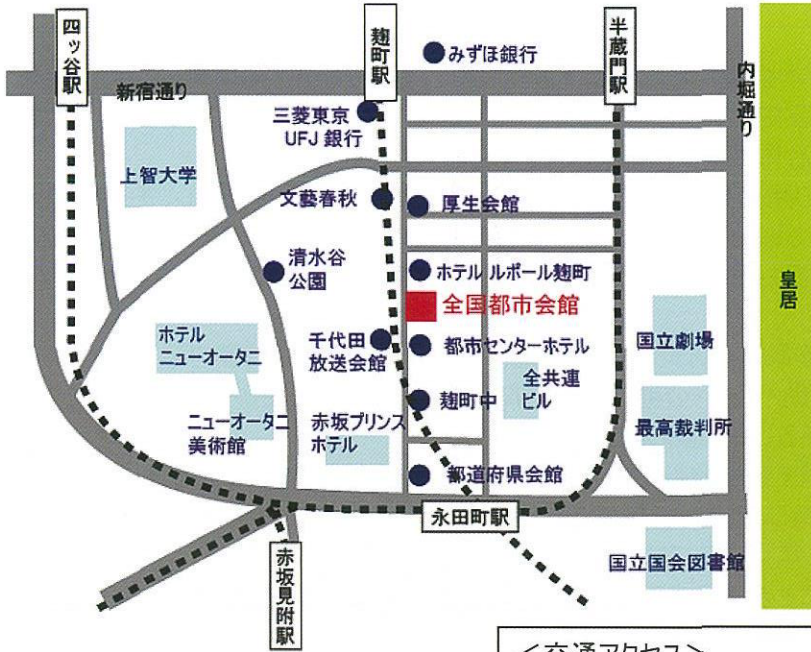 四ッ谷駅
麹町駅
みずほ銀行
半蔵門駅
内堀通り
新宿通り
三菱東京
UFJ 銀行
上智大学
文藝春秋
厚生会館
清水谷
公園
ホテル ルポール麹町
皇居
全国都市会館
ホテル
ニューオータニ
千代田
放送会館
都市センターホテル
国立劇場
全共連
ビル
麹町中
ニューオータニ
美術館
赤坂プリンス
ホテル
最高裁判所
都道府県会館
永田町駅
赤坂見附駅
国立国会図書館
＜交通アクセス＞